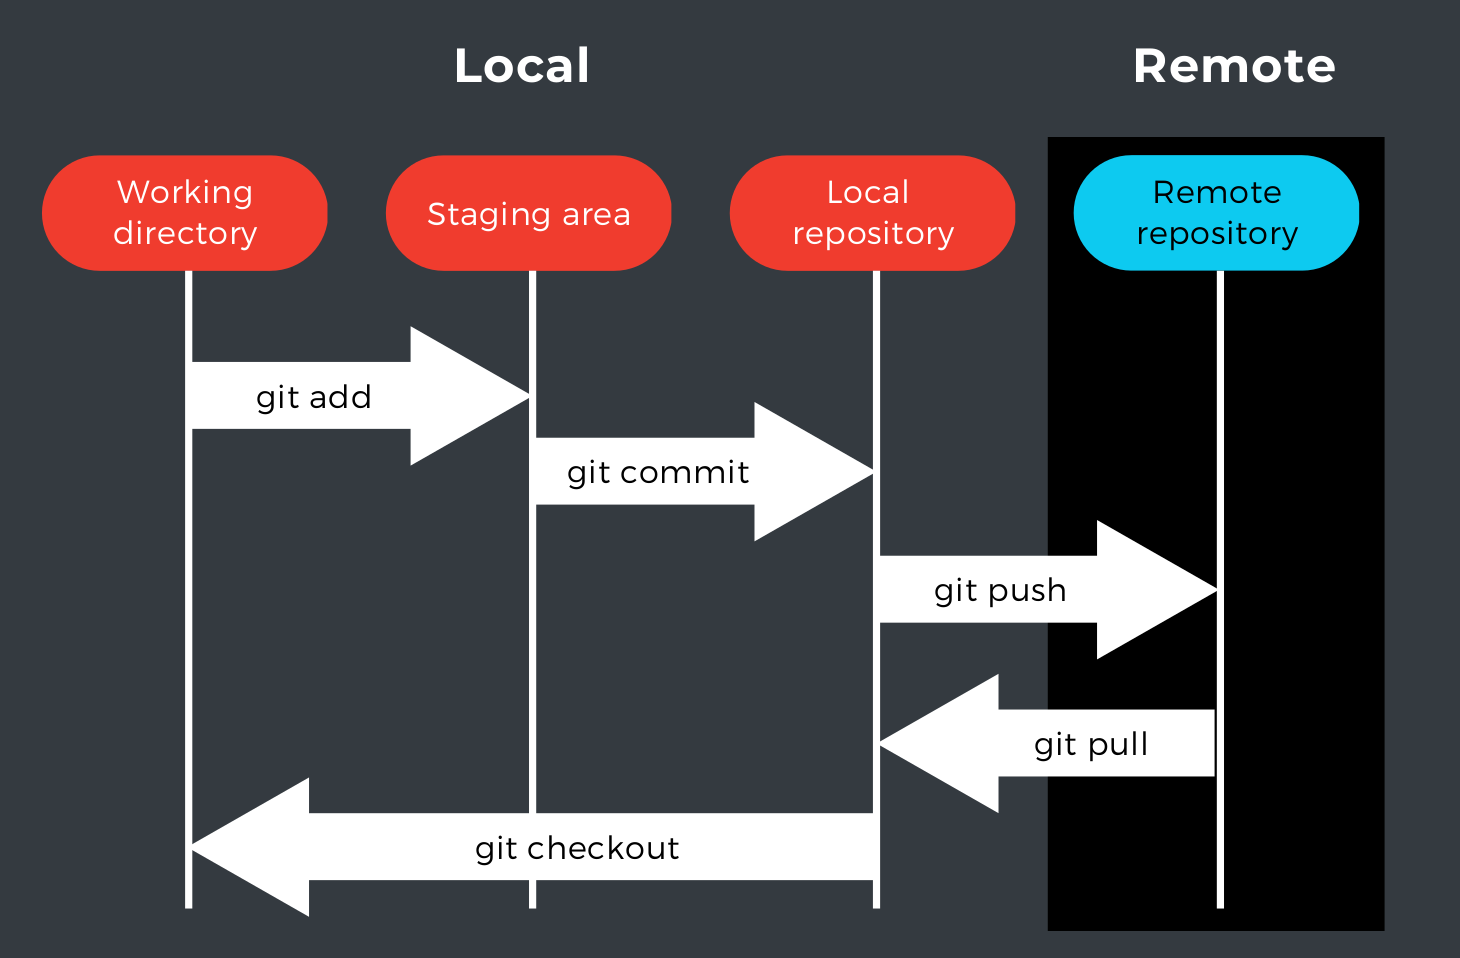 Local
Remote
Working
directory
Staging area
Local
repository
Remote
repository
git add
git commit
git push
git pull
git checkout